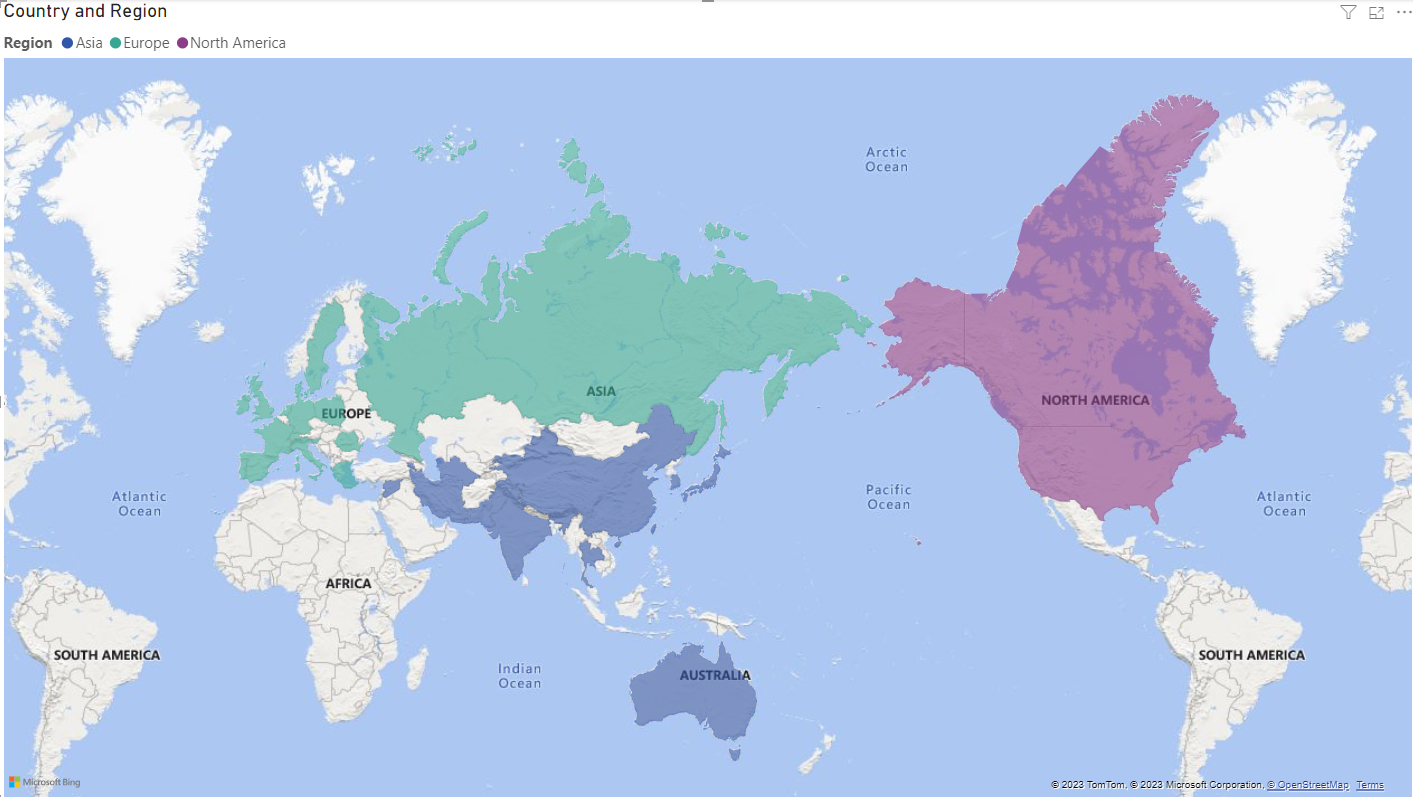 Country and Region
Region Asia Europe North America
Arctic
Ocean
ASIA
NORTH AMERICA
EUROPE
Atlantic
Ocean
Pacific
Ocean
Atlantic
Ocean
AFRICA
SOUTH AMERICA
Indian
Ocean
AUSTRALIA
SOUTH AMERICA
Microsoft Bing
© 2023 TomTom, © 2023 Microsoft Corporation, © OpenStreetMap Terms